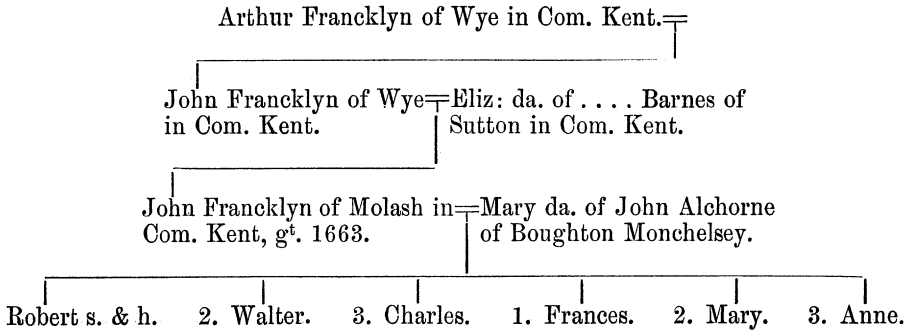 Arthur Francklyn of Wye in Com. Kent.
John Francklyn of Wye
in Com. Kent.
Eliz: da. of .... Barnes of
Sutton in Com. Kent.
John Francklyn of Molash in
Com. Kent, gᵗ. 1663.
Mary da. of John Alchorne
of Boughton Monchelsey.
Robert s. & h. 2. Walter. 3. Charles. 1. Frances. 2. Mary. 3. Anne.